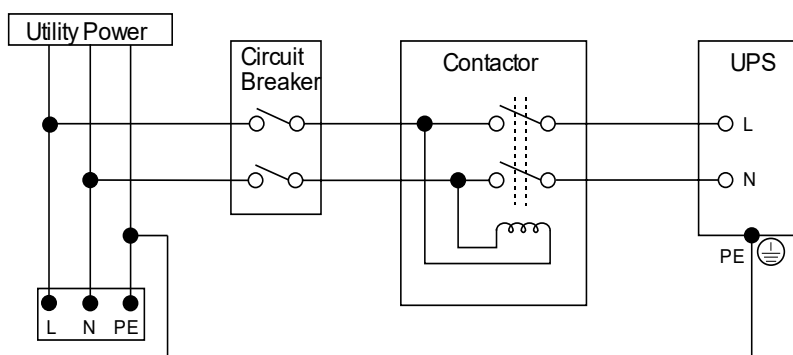 Utility Power
Circuit
Breaker
Contactor
UPS
L
N
PE
L N PE